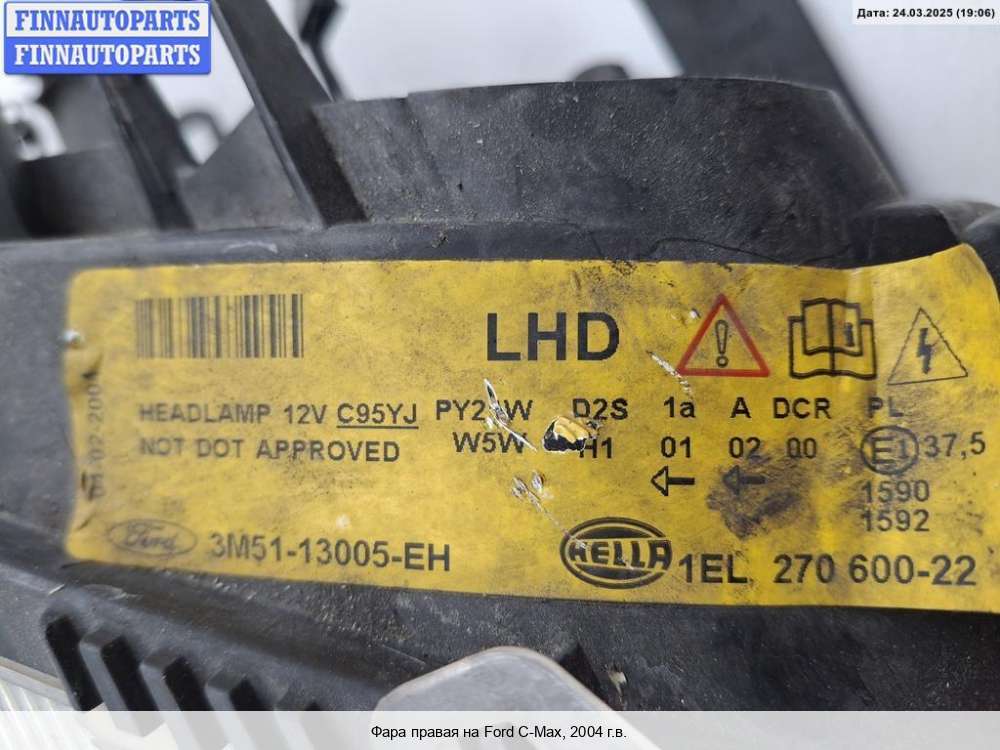 FINNAUTOPARTS
FINNAUTOPARTS
Дата: 24.03.2025 (19:06)
LHD
HEADLAMP 12V C95YJ PY21W D2S 1a A DCR PL
NOT DOT APPROVED W5W H1 01 02 00 E1 37,5
1590
1592
Ford 3M51-13005-EH HELLA 1EL 270 600-22
Фара правая на Ford C-Max, 2004 г.в.